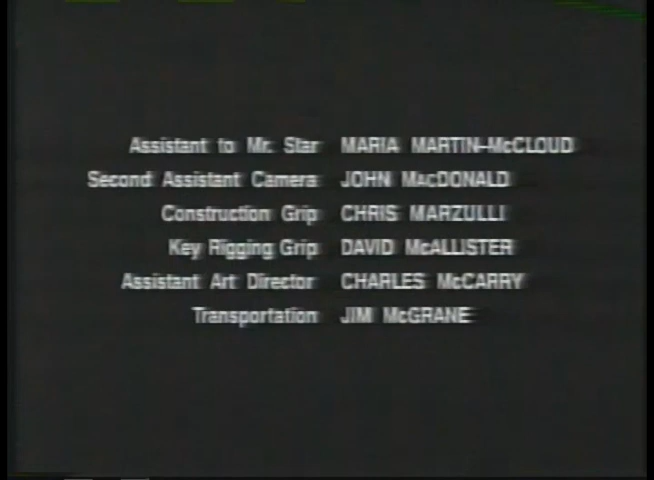 Assistant to Mr. Star MARIA MARTIN-McCLOUD
Second Assistant Camera JOHN MacDONALD
Construction Grip CHRIS MARZULLI
Key Rigging Grip DAVID McALLISTER
Assistant Art Director CHARLES McCARRY
Transportation JIM McGRANE